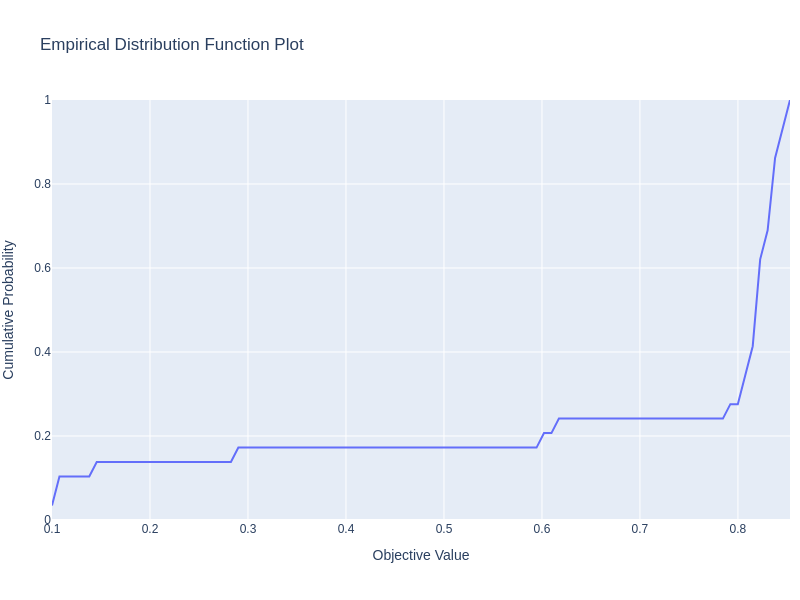 Empirical Distribution Function Plot
Cumulative Probability
1
0.8
0.6
0.4
0.2
0
0.1 0.2 0.3 0.4 0.5 0.6 0.7 0.8
Objective Value